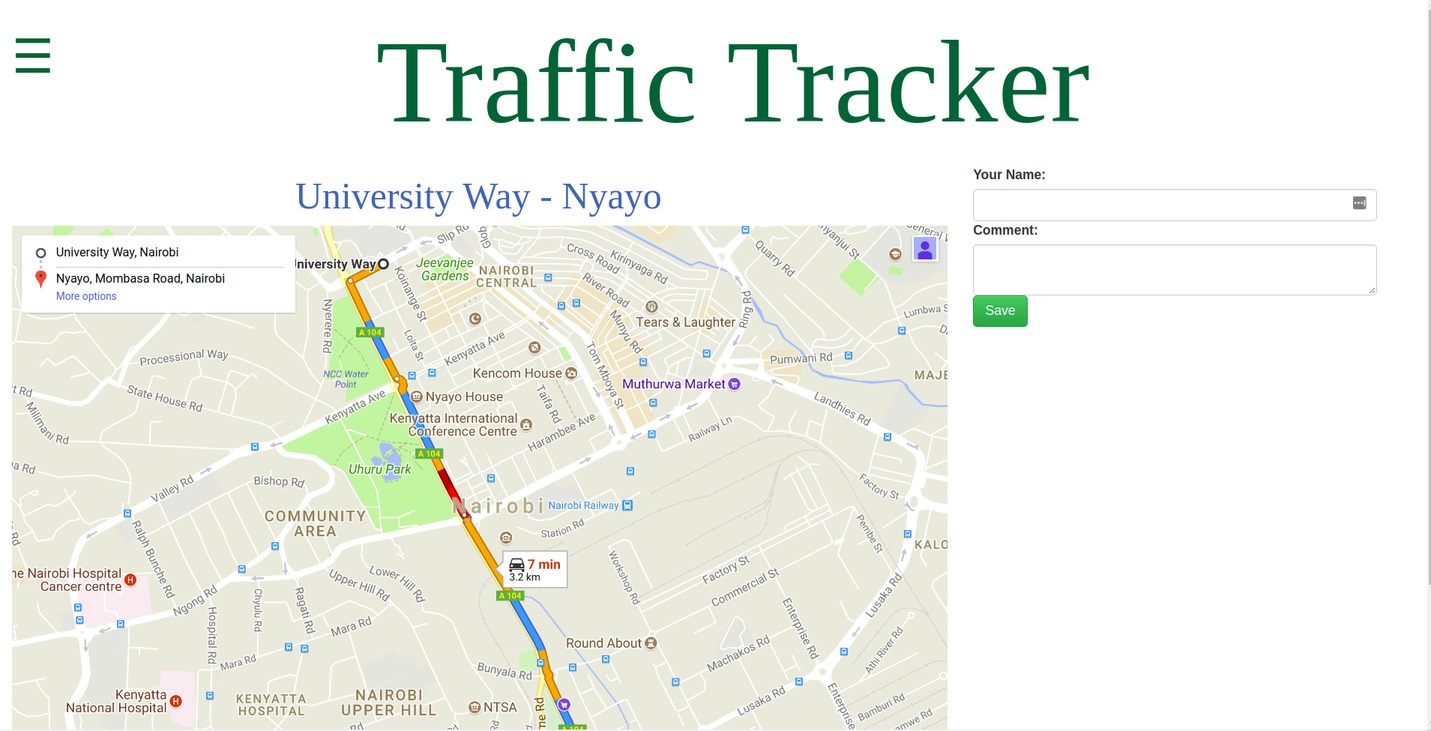 Traffic Tracker
University Way - Nyayo
Your Name:
Comment:
Save
University Way, Nairobi
Nyayo, Mombasa Road, Nairobi
More options
University Way
Slip Rd
Jeevanjee
Gardens
NAIROBI
CENTRAL
Cross Road
Kirinyaga Rd
River Road
Quarry Rd
Koinange St
Nyerere Rd
A 104
Loita St
Kenyatta Ave
Munyu Rd
Tears & Laughter
Ring Rd
Lumbwa S
Processional Way
NCC Water
Point
Tom Mboya St
Pumwani Rd
State House Rd
Kencom House
Muthurwa Market
MAJE
Milimani Rd
Kenyatta Ave
Nyayo House
Taifa Rd
Landhies Rd
Kenyatta International
Conference Centre
Harambee Ave
Railway Ln
A 104
Uhuru Park
Valley Rd
Bishop Rd
Factory St
Nairobi
Nairobi Railway
COMMUNITY
AREA
Station Rd
Ralph Bunche Rd
Pembe St
KALO
7 min
3.2 km
ne Nairobi Hospital
Cancer centre
Lower Hill Rd
Upper Hill Rd
Workshop Rd
Factory St
Commercial St
A 104
Ngong Rd
Chyulu Rd
Ragati Rd
Hospital Rd
Mara Rd
Enterprise Rd
Lusaka Rd
Round About
Athi River Rd
Mara Rd
Bunyala Rd
Machakos Rd
Kenyatta
National Hospital
KENYATTA
HOSPITAL
NAIROBI
UPPER HILL
NTSA
Lusaka Rd
Enterprise
Bamburi Rd
A 104